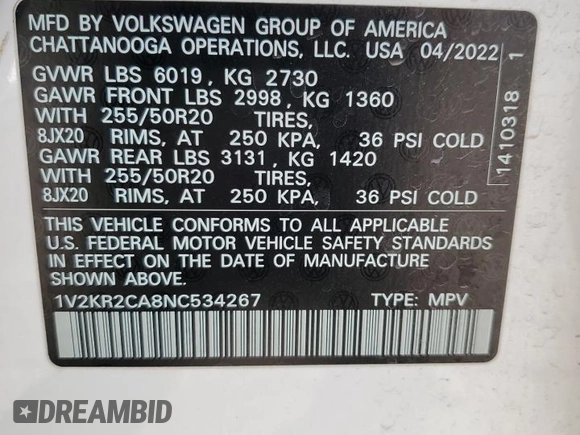 MFD BY VOLKSWAGEN GROUP OF AMERICA
CHATTANOOGA OPERATIONS, LLC. USA 04/2022
GVWR LBS 6019, KG 2730
GAWR FRONT LBS 2998, KG 1360
WITH 255/50R20 TIRES,
8JX20 RIMS, AT 250 KPA, 36 PSI COLD
GAWR REAR LBS 3131, KG 1420
WITH 255/50R20 TIRES,
8JX20 RIMS, AT 250 KPA, 36 PSI COLD
THIS VEHICLE CONFORMS TO ALL APPLICABLE
U.S. FEDERAL MOTOR VEHICLE SAFETY STANDARDS
IN EFFECT ON THE DATE OF MANUFACTURE
SHOWN ABOVE.
1V2KR2CA8NC534267 TYPE: MPV
1410318 1
DREAMBID